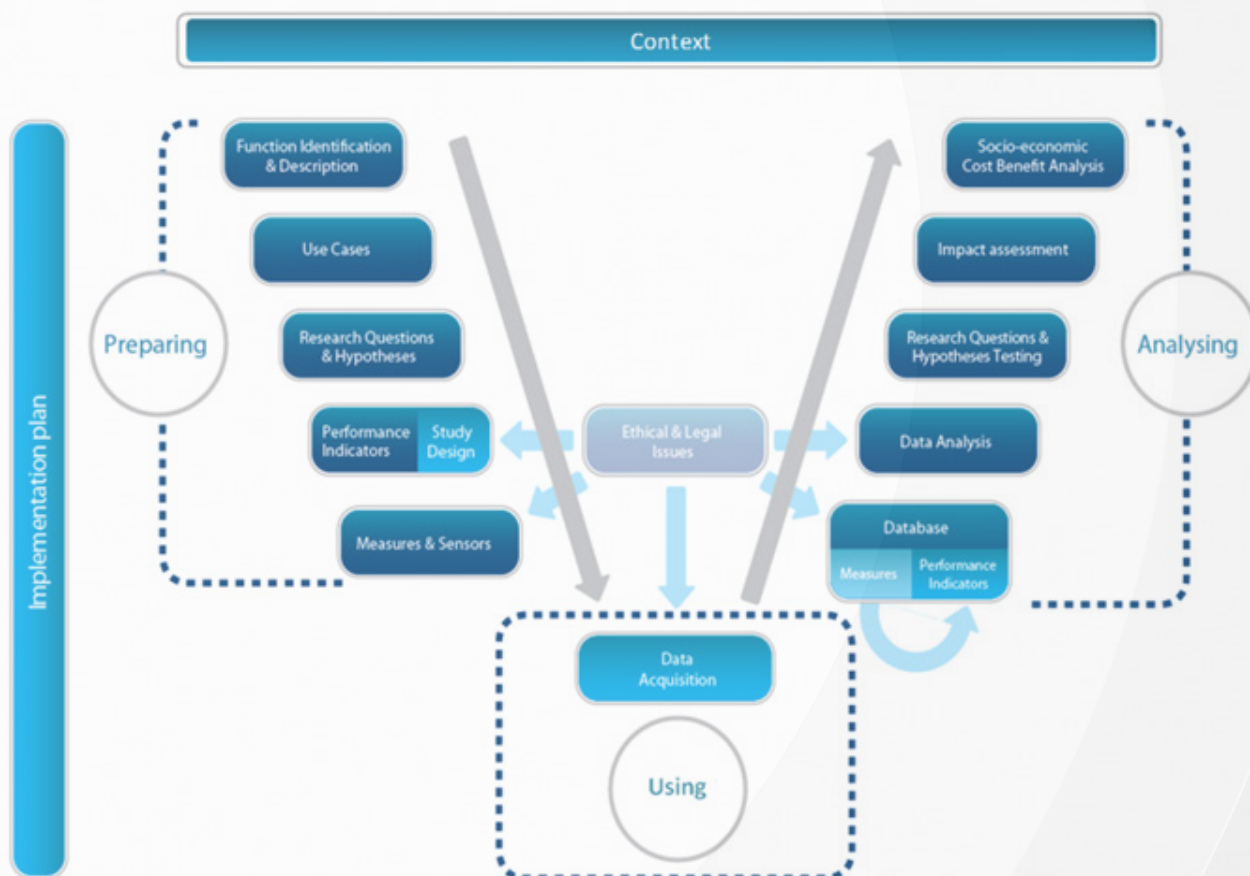 Context
Implementation plan
Preparing
Function Identification
& Description
Use Cases
Research Questions
& Hypotheses
Performance
Indicators
Study
Design
Measures & Sensors
Ethical & Legal
Issues
Data
Acquisition
Using
Socio-economic
Cost Benefit Analysis
Impact assessment
Research Questions &
Hypotheses Testing
Data Analysis
Database
Measures
Performance
Indicators
Analysing